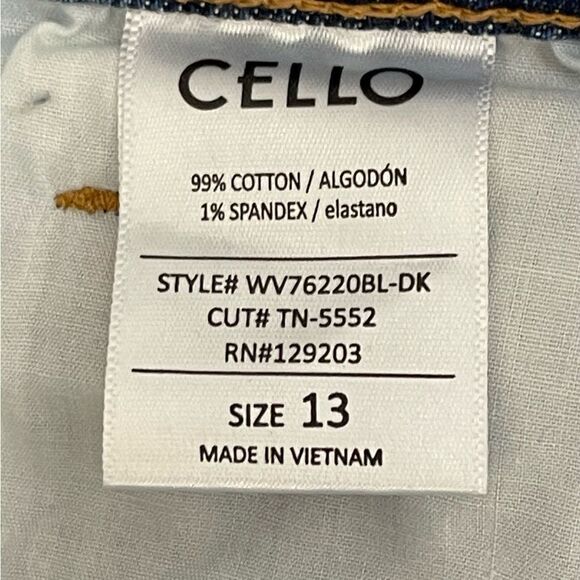 CELLO
99% COTTON / ALGODÓN
1% SPANDEX / elastano
STYLE# WV76220BL-DK
CUT# TN-5552
RN#129203
SIZE 13
MADE IN VIETNAM